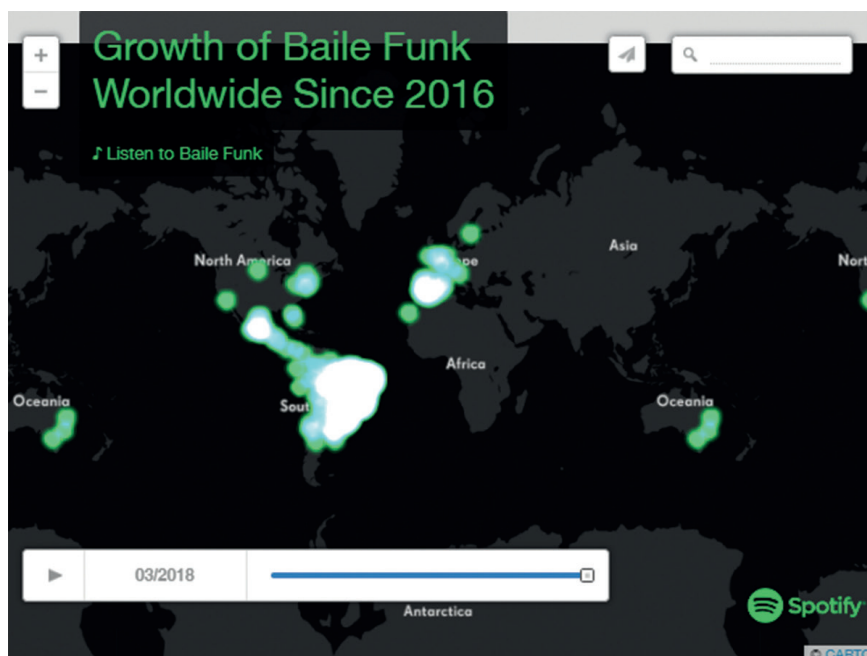 +
−
Growth of Baile Funk
Worldwide Since 2016
♪ Listen to Baile Funk
North America
Asia
Africa
Oceania
Sout
Oceania
03/2018
Antarctica
Spotify